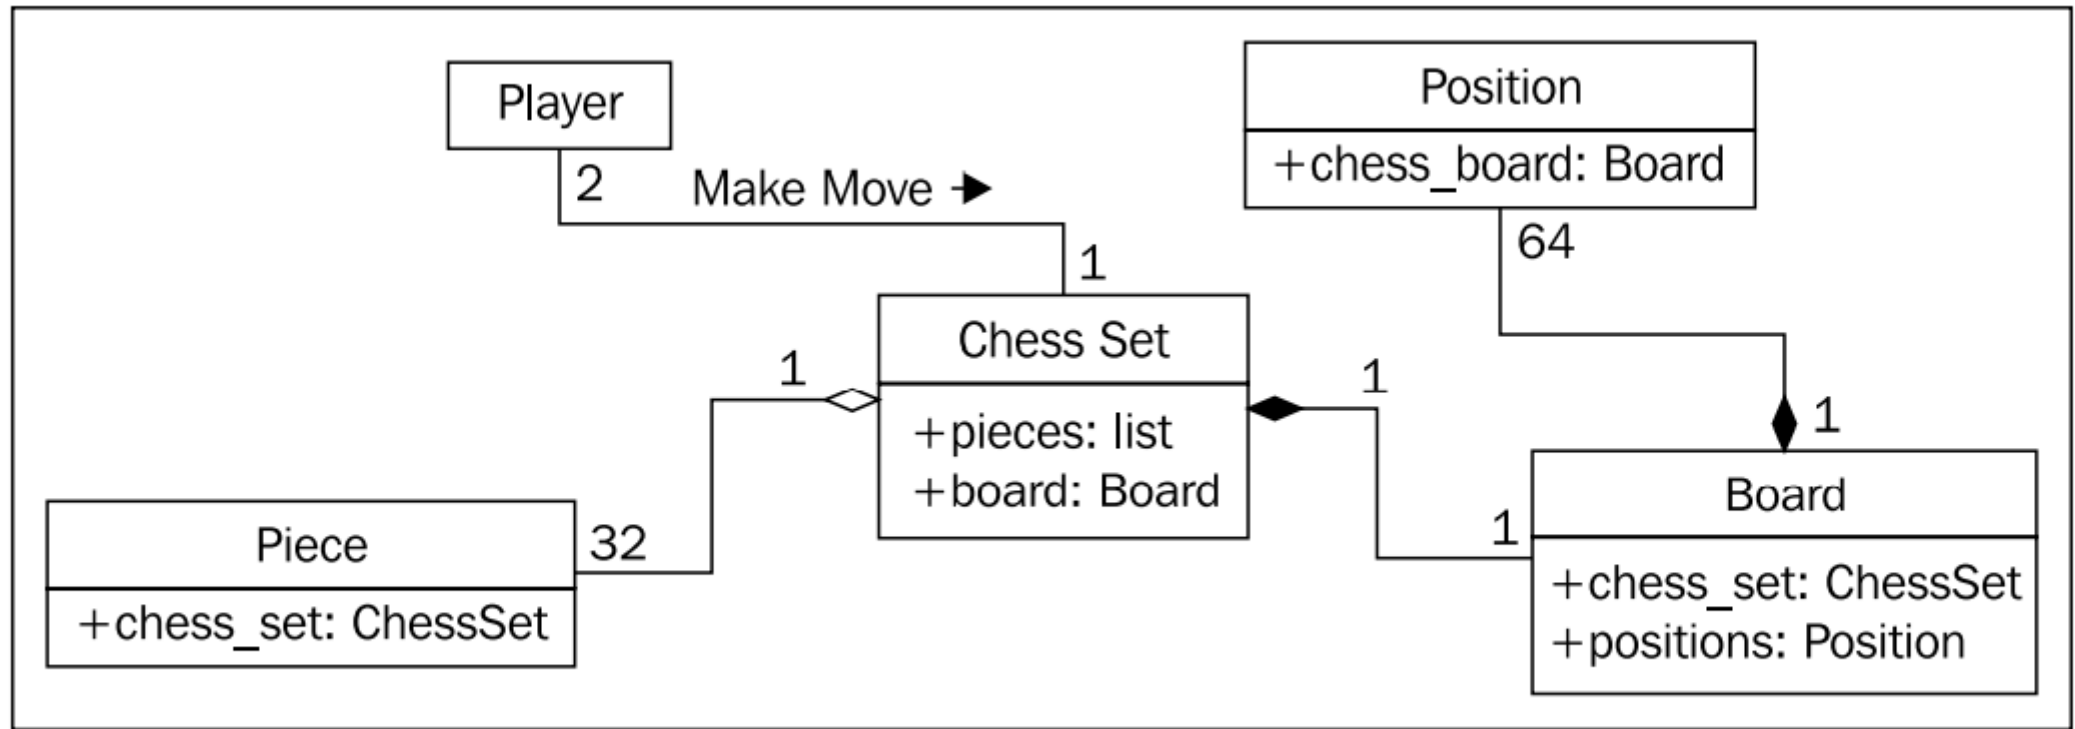 Player
2
Make Move
1
Position
+chess_board: Board
64
Chess Set
+pieces: list
+board: Board
1
1
1
Piece
+chess_set: ChessSet
32
1
Board
+chess_set: ChessSet
+positions: Position